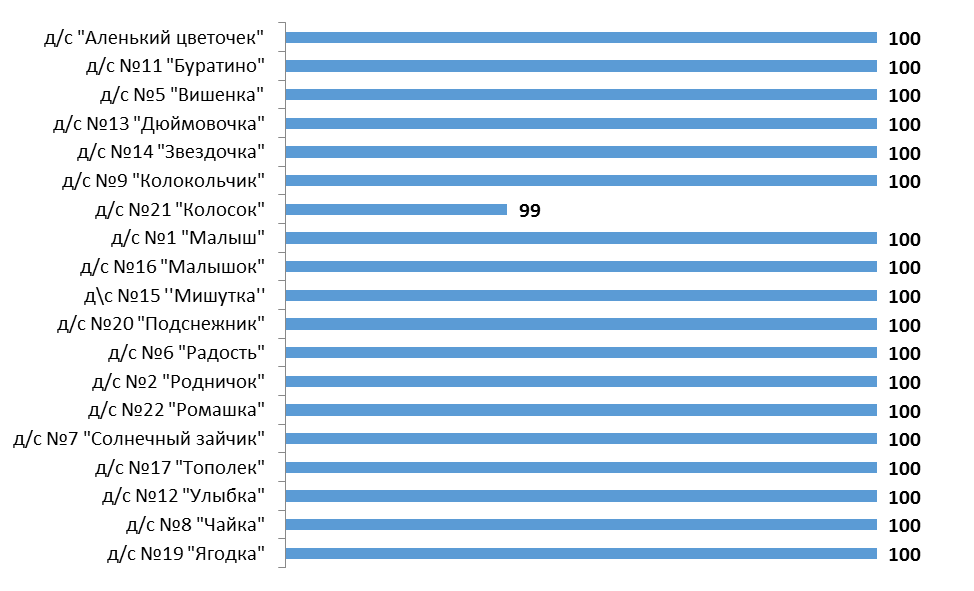 д/с "Аленький цветочек" 100
д/с №11 "Буратино" 100
д/с №5 "Вишенка" 100
д/с №13 "Дюймовочка" 100
д/с №14 "Звездочка" 100
д/с №9 "Колокольчик" 100
д/с №21 "Колосок" 99
д/с №1 "Малыш" 100
д/с №16 "Малышок" 100
д\с №15 ''Мишутка'' 100
д/с №20 "Подснежник" 100
д/с №6 "Радость" 100
д/с №2 "Родничок" 100
д/с №22 "Ромашка" 100
д/с №7 "Солнечный зайчик" 100
д/с №17 "Тополек" 100
д/с №12 "Улыбка" 100
д/с №8 "Чайка" 100
д/с №19 "Ягодка" 100